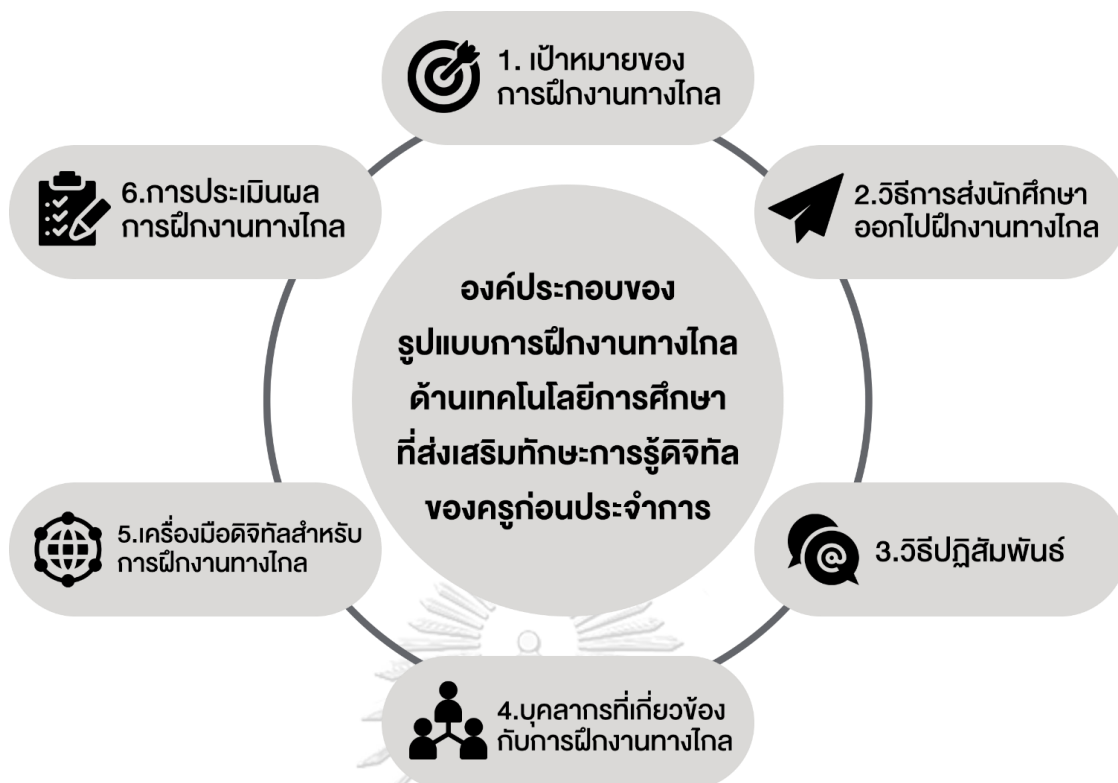 1. เป้าหมายของ
การฝึกงานทางไกล
2.วิธีการส่งนักศึกษา
ออกไปฝึกงานทางไกล
3.วิธีปฏิสัมพันธ์
4.บุคลากรที่เกี่ยวข้อง
กับการฝึกงานทางไกล
5.เครื่องมือดิจิทัลสำหรับ
การฝึกงานทางไกล
6.การประเมินผล
การฝึกงานทางไกล
องค์ประกอบของ
รูปแบบการฝึกงานทางไกล
ด้านเทคโนโลยีการศึกษา
ที่ส่งเสริมทักษะการรู้ดิจิทัล
ของครูก่อนประจำการ